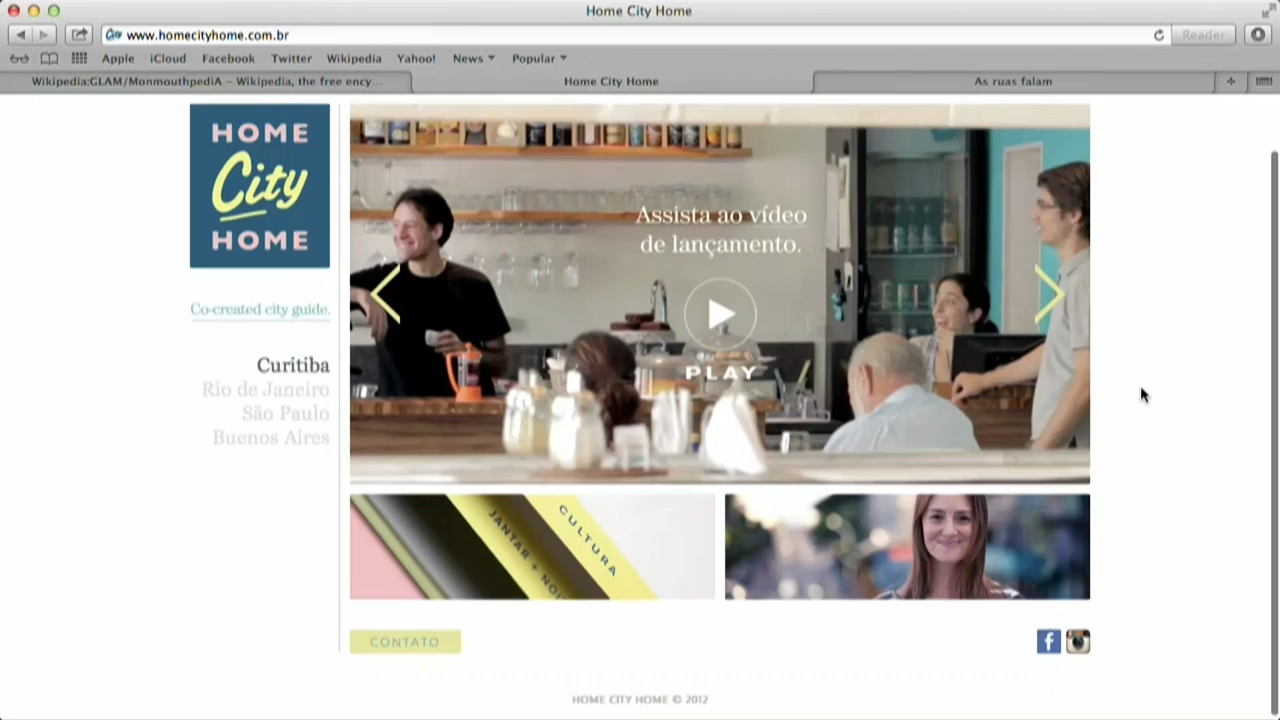 Home City Home
www.homecityhome.com.br
Reader
Apple
iCloud
Facebook
Twitter
Wikipedia
Yahoo!
News
Popular
Wikipedia:GLAM/MonmouthpediA – Wikipedia, the free ency...
Home City Home
As ruas falam
HOME
City
HOME
Co-created city guide.
Curitiba
Rio de Janeiro
São Paulo
Buenos Aires
Assista ao vídeo
de lançamento.
PLAY
JANTAR + NOI
CULTURA
CONTATO
HOME CITY HOME © 2012